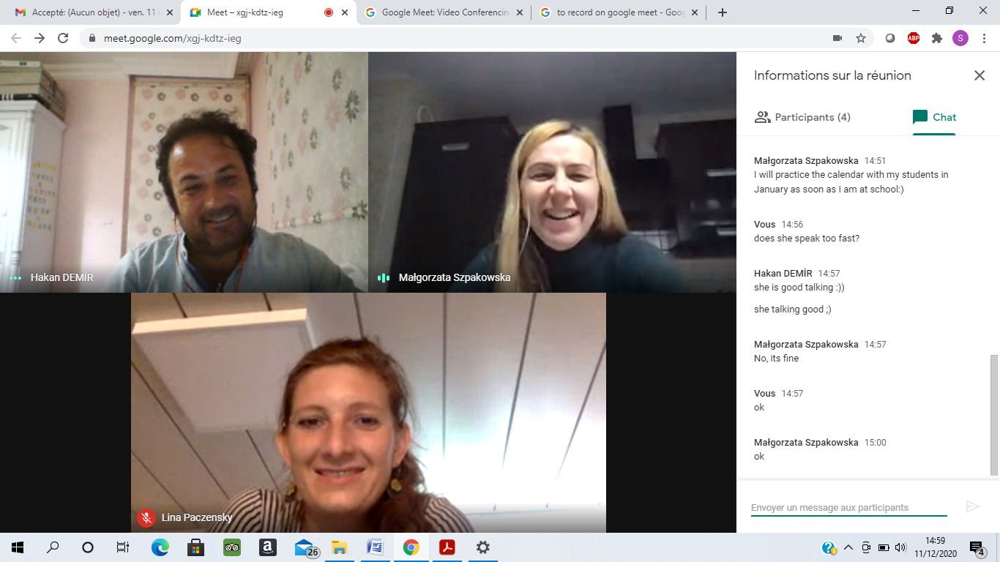 Accepté: (Aucun objet) - ven. 11
Meet – xgj-kdtz-ieg
Google Meet: Video Conferencin
to record on google meet - Goog
meet.google.com/xgj-kdtz-ieg
ABP
S
Hakan DEMİR
Małgorzata Szpakowska
Lina Paczensky
Informations sur la réunion
Participants (4)
Chat
Małgorzata Szpakowska 14:51
I will practice the calendar with my students in
January as soon as I am at school:)
Vous 14:56
does she speak too fast?
Hakan DEMİR 14:57
she is good talking :))
she talking good ;)
Małgorzata Szpakowska 14:57
No, its fine
Vous 14:57
ok
Małgorzata Szpakowska 15:00
ok
Envoyer un message aux participants
26
14:59
11/12/2020
4